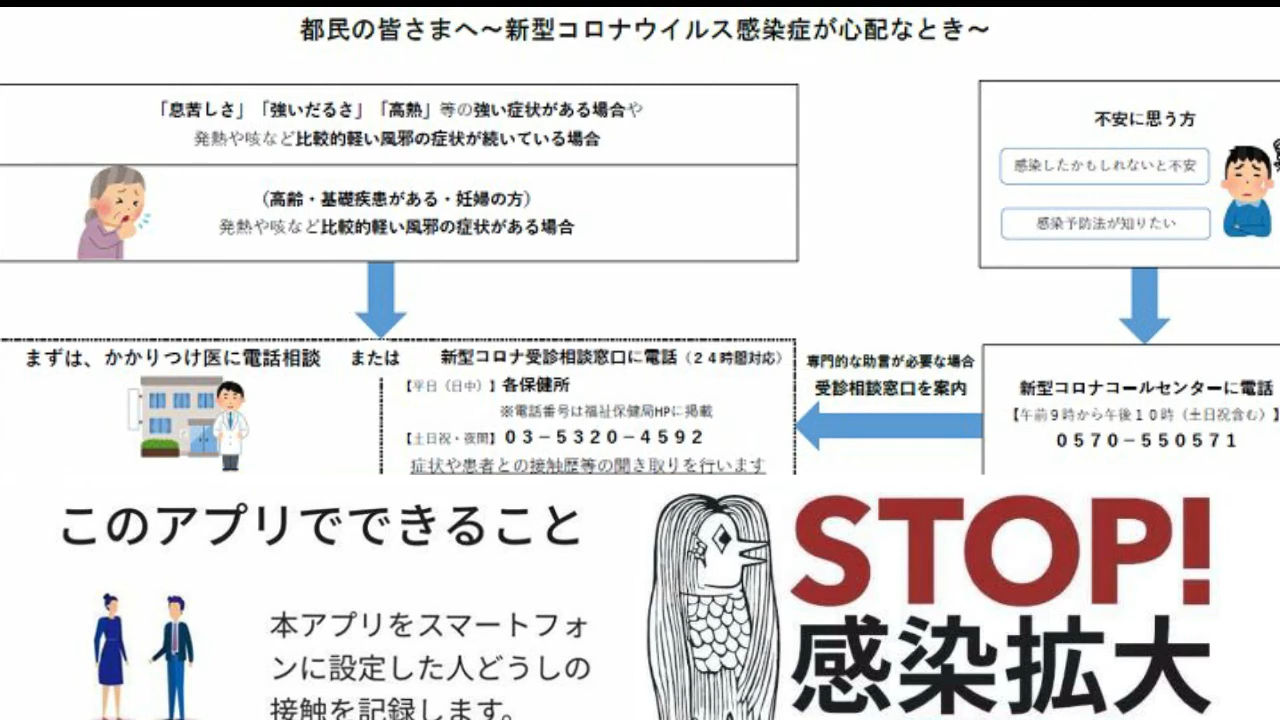 都民の皆さまへ~新型コロナウイルス感染症が心配なとき~
「息苦しさ」「強いだるさ」「高熱」等の強い症状がある場合や
発熱や咳など比較的軽い風邪の症状が続いている場合
(高齢・基礎疾患がある・妊婦の方)
発熱や咳など比較的軽い風邪の症状がある場合
不安に思う方
感染したかもしれないと不安
感染予防法が知りたい
まずは、かかりつけ医に電話相談
または
新型コロナ受診相談窓口に電話(24時間対応)
【平日(日中)】各保健所
※電話番号は福祉保健局HPに掲載
【土日祝・夜間】03-5320-4592
症状や患者との接触歴等の聞き取りを行います
専門的な助言が必要な場合
受診相談窓口を案内
新型コロナコールセンターに電話
【午前9時から午後10時(土日祝含む)】
0570-550571
このアプリでできること
本アプリをスマートフォ
ンに設定した人どうしの
接触を記録します。
STOP!
感染拡大